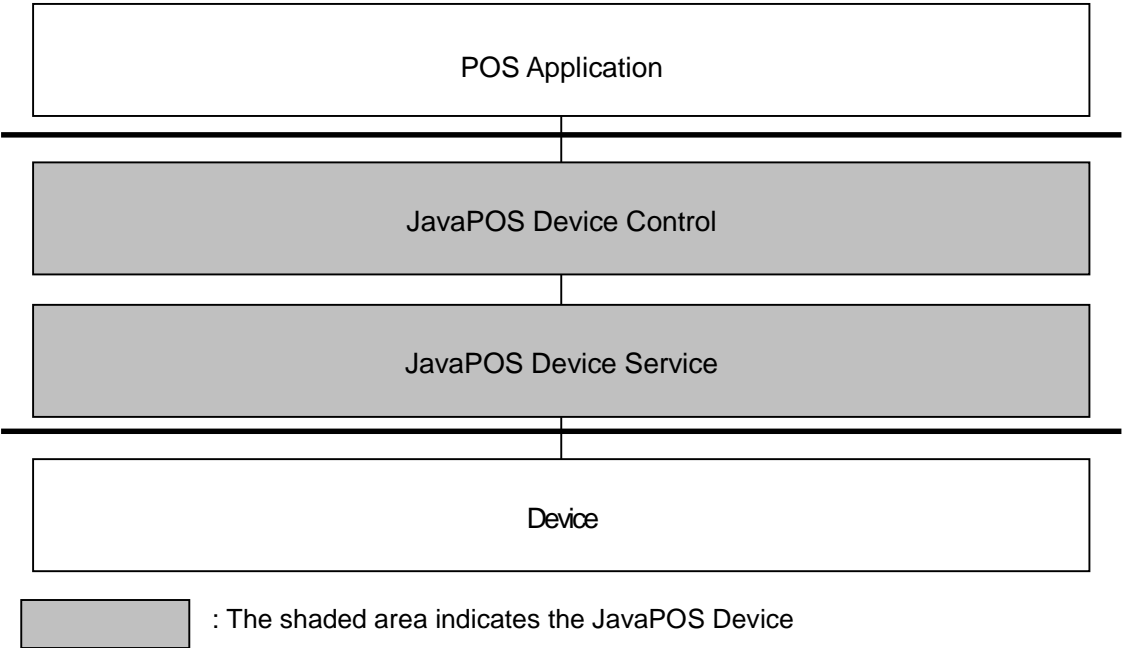 POS Application
JavaPOS Device Control
JavaPOS Device Service
Device
: The shaded area indicates the JavaPOS Device